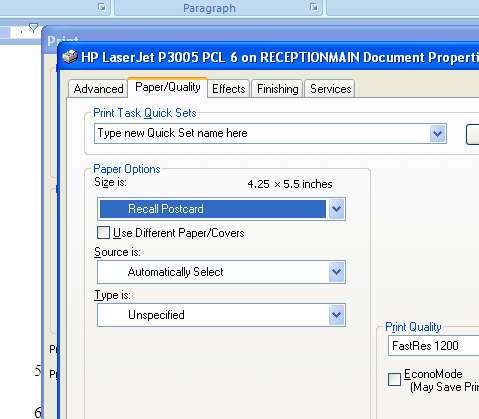 Paragraph
Print
HP LaserJet P3005 PCL 6 on RECEPTIONMAIN Document Properti
Advanced Paper/Quality Effects Finishing Services
Print Task Quick Sets
Type new Quick Set name here
Paper Options
Size is: 4.25 × 5.5 inches
Recall Postcard
Use Different Paper/Covers
Source is:
Automatically Select
Type is:
Unspecified
Print Quality
FastRes 1200
EconoMode
(May Save Prin
5
6